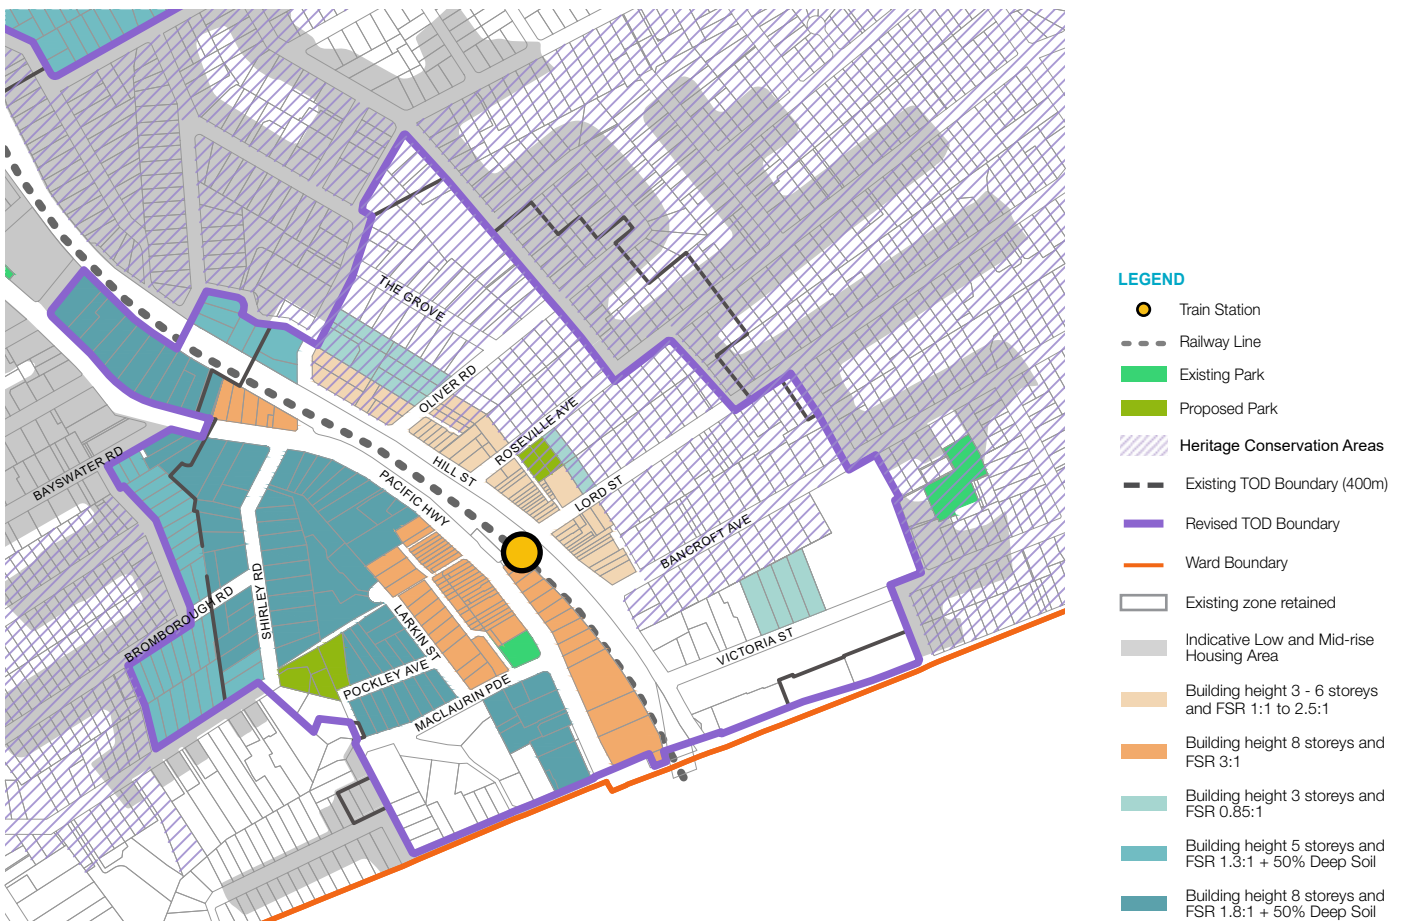 THE GROVE
OLIVER RD
ROSEVILLE AVE
HILL ST
LORD ST
BAYSWATER RD
PACIFIC HWY
BANCROFT AVE
SHIRLEY RD
BROMBOROUGH RD
LARKIN ST
VICTORIA ST
POCKLEY AVE
MACLAURIN PDE
LEGEND
Train Station
Railway Line
Existing Park
Proposed Park
Heritage Conservation Areas
Existing TOD Boundary (400m)
Revised TOD Boundary
Ward Boundary
Existing zone retained
Indicative Low and Mid-rise
Housing Area
Building height 3 - 6 storeys
and FSR 1:1 to 2.5:1
Building height 8 storeys and
FSR 3:1
Building height 3 storeys and
FSR 0.85:1
Building height 5 storeys and
FSR 1.3:1 + 50% Deep Soil
Building height 8 storeys and
FSR 1.8:1 + 50% Deep Soil